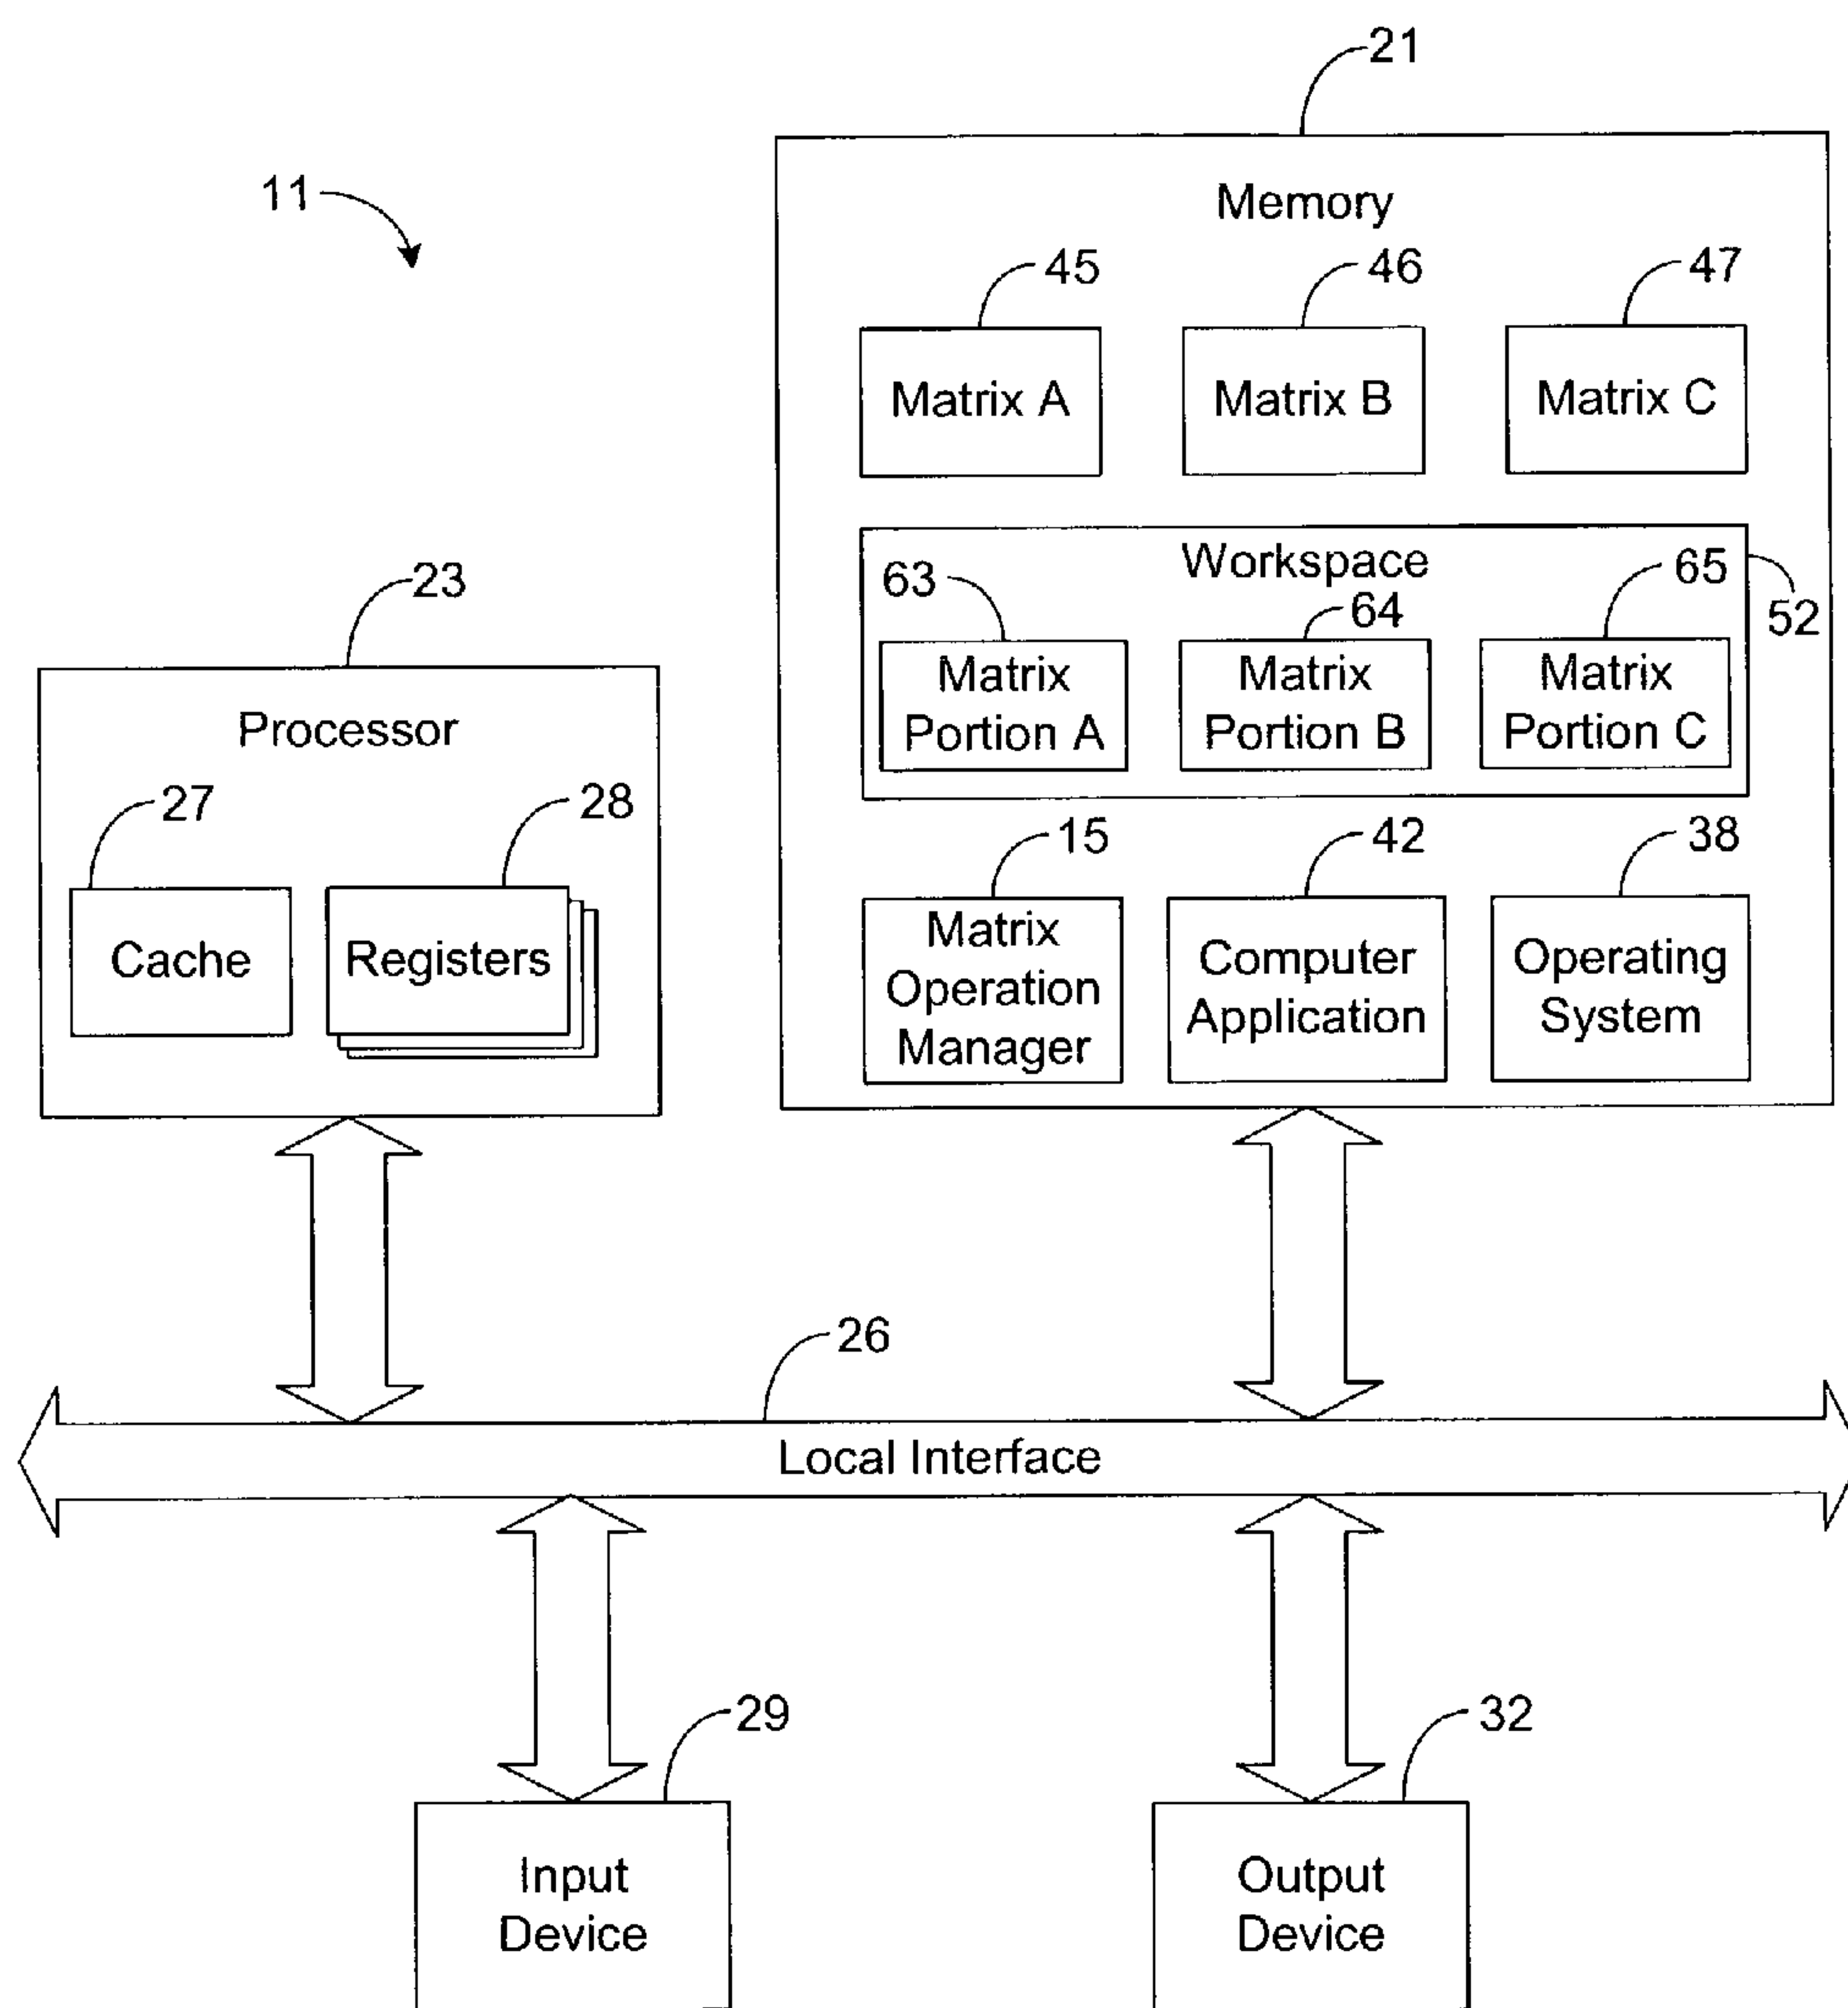 21
11
Memory
45
46
47
Matrix A
Matrix B
Matrix C
Workspace
63
64
65
52
Matrix
Portion A
Matrix
Portion B
Matrix
Portion C
23
Processor
27
28
Cache
Registers
15
42
38
Matrix
Operation
Manager
Computer
Application
Operating
System
26
Local Interface
29
32
Input
Device
Output
Device